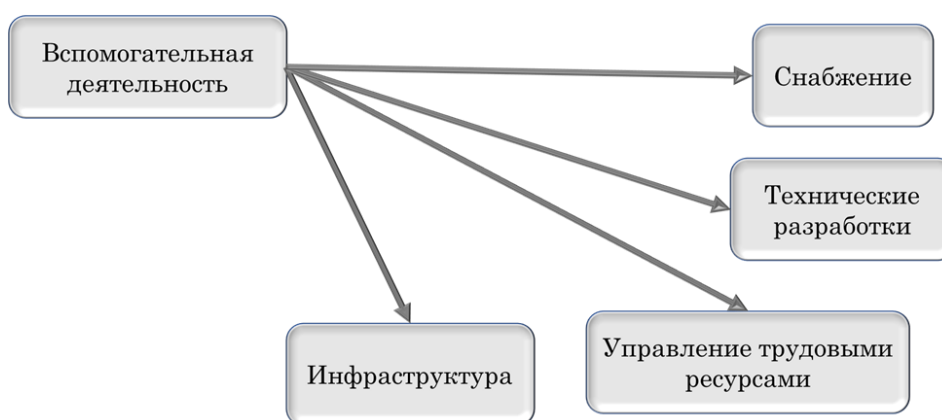 Вспомогательная
деятельность
Снабжение
Технические
разработки
Управление трудовыми
ресурсами
Инфраструктура